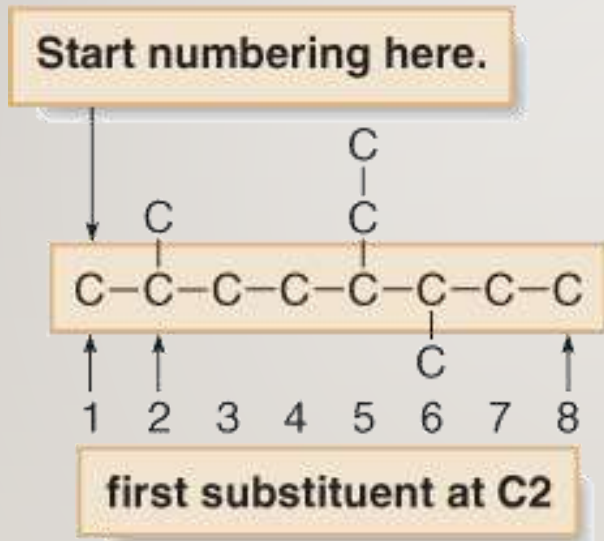 Start numbering here.
C
C C
C–C–C–C–C–C–C–C
C
1 2 3 4 5 6 7 8
first substituent at C2